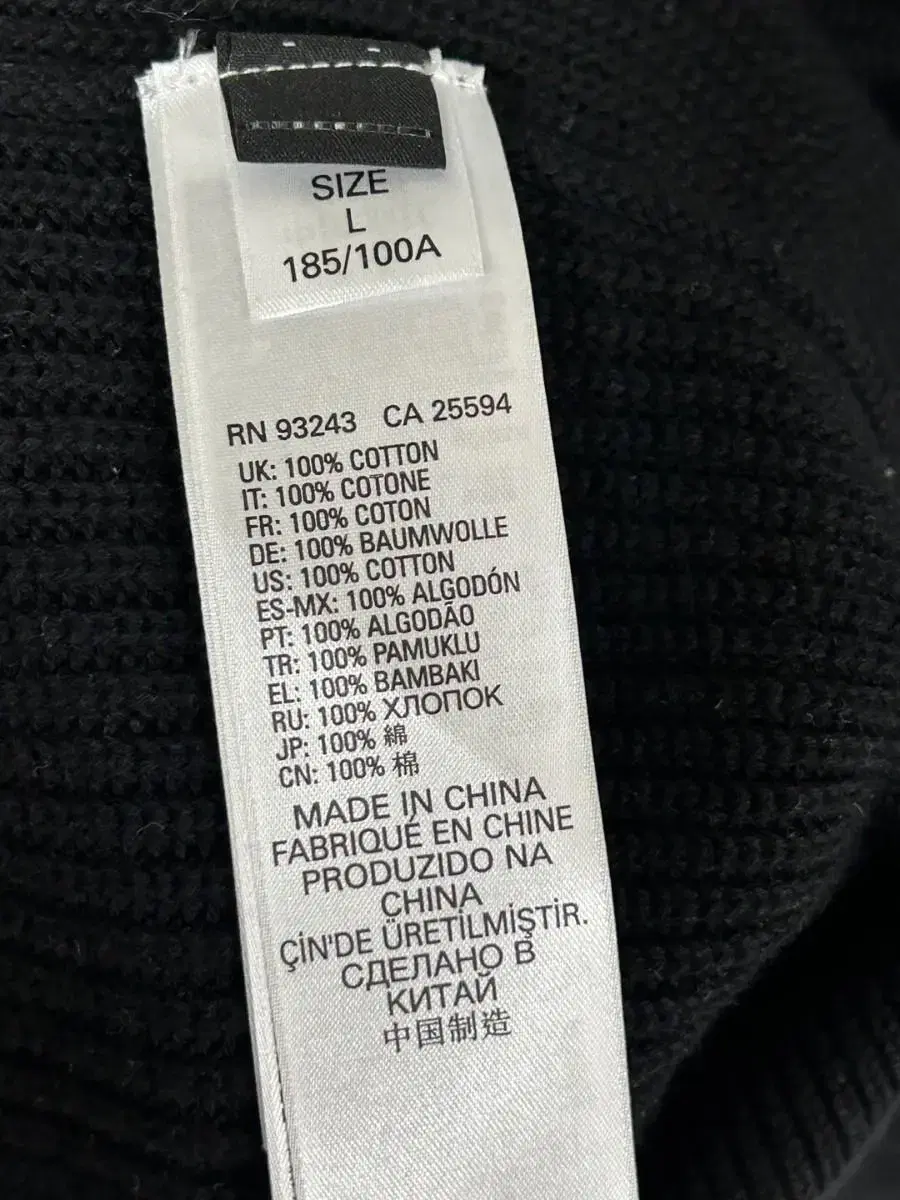 SIZE
L
185/100A
RN 93243 CA 25594
UK: 100% COTTON
IT: 100% COTONE
FR: 100% COTON
DE: 100% BAUMWOLLE
US: 100% COTTON
ES-MX: 100% ALGODÓN
PT: 100% ALGODÃO
TR: 100% PAMUKLU
EL: 100% BAMBAKI
RU: 100% ХЛОПОК
JP: 100% 綿
CN: 100% 棉
MADE IN CHINA
FABRIQUÉ EN CHINE
PRODUZIDO NA
CHINA
ÇİN'DE ÜRETİLMİŞTİR.
СДЕЛАНО В
КИТАЙ
中国制造